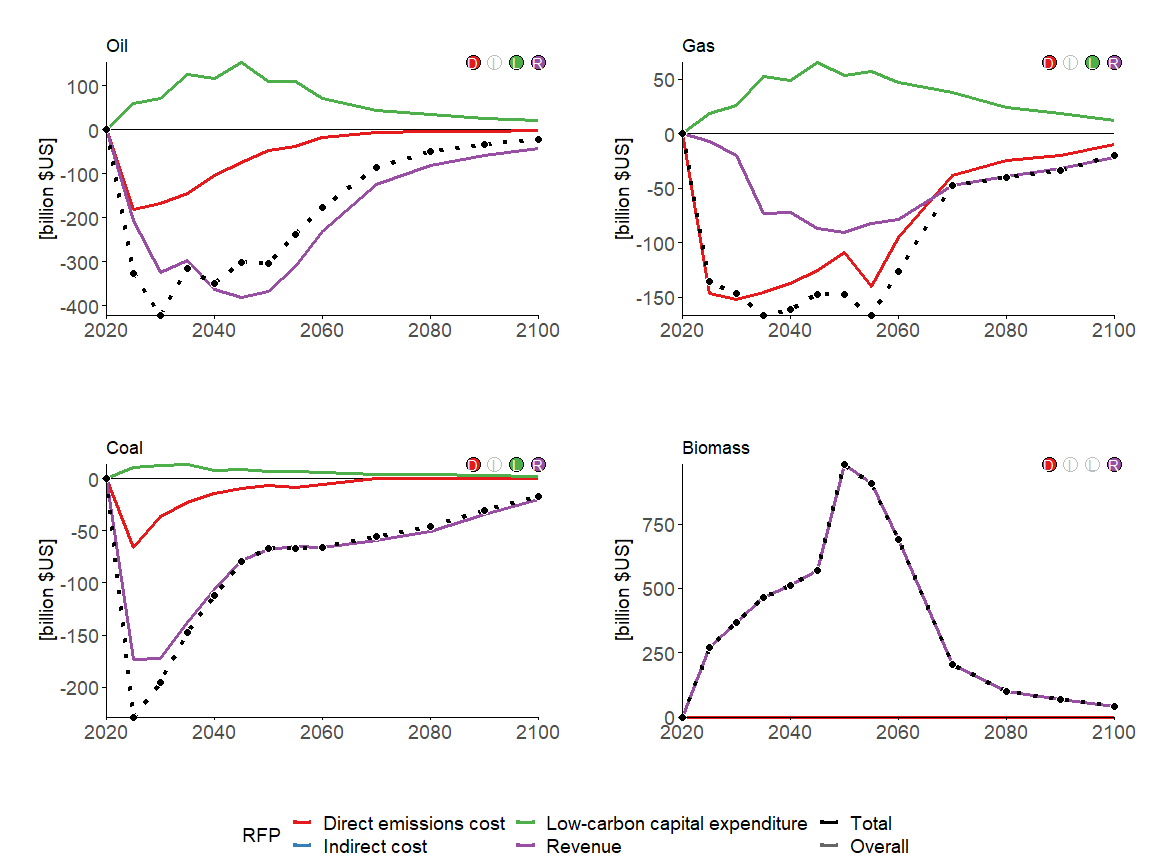 Oil
D I L R
[billion $US]
100
0
-100
-200
-300
-400
2020 2040 2060 2080 2100
Gas
D I L R
[billion $US]
50
0
-50
-100
-150
2020 2040 2060 2080 2100
Coal
D I L R
[billion $US]
0
-50
-100
-150
-200
2020 2040 2060 2080 2100
Biomass
D I L R
[billion $US]
750
500
250
0
2020 2040 2060 2080 2100
RFP
Direct emissions cost Low-carbon capital expenditure Total
Indirect cost Revenue Overall